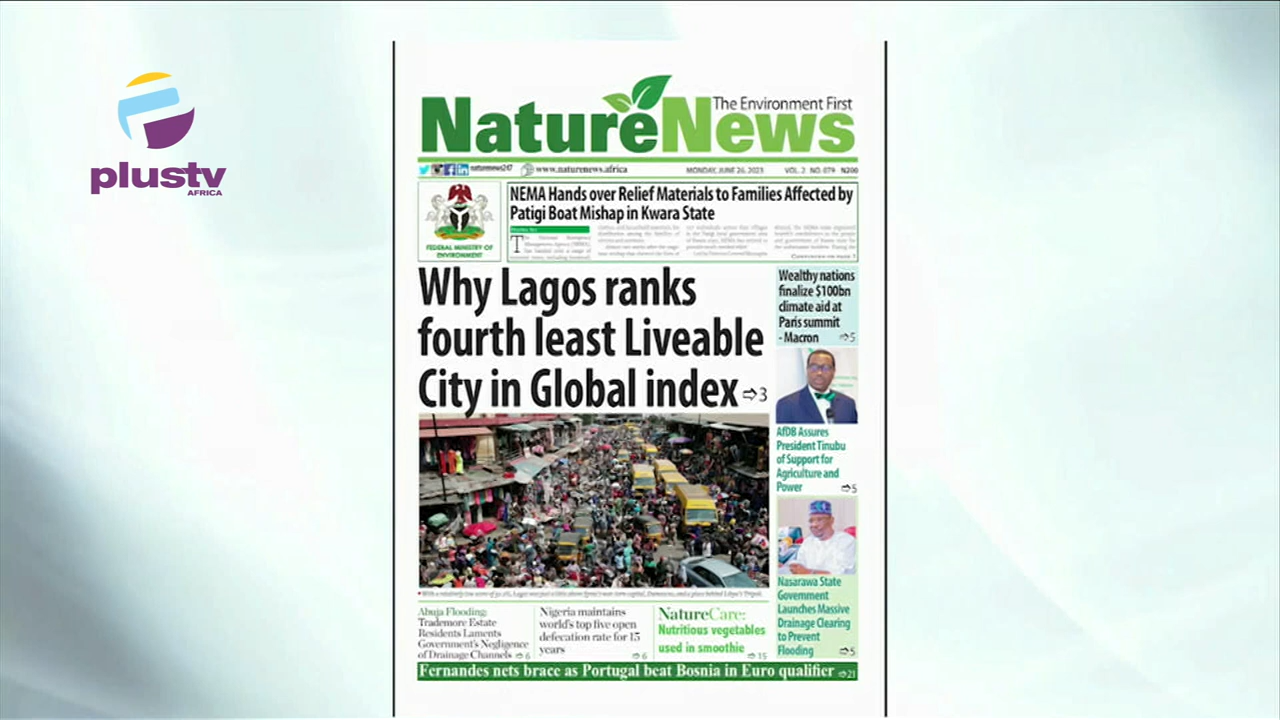 plustv
AFRICA
The Environment First
NatureNews
naturenews247
www.naturenews.africa
MONDAY, JUNE 26, 2023
VOL. 2 NO. 079 N200
FEDERAL MINISTRY OF
ENVIRONMENT
NEMA Hands over Relief Materials to Families Affected by
Patigi Boat Mishap in Kwara State
Why Lagos ranks
fourth least Liveable
City in Global index 3
Wealthy nations
finalize $100bn
climate aid at
Paris summit
- Macron 5
AfDB Assures
President Tinubu
of Support for
Agriculture and
Power 5
Nasarawa State
Government
Launches Massive
Drainage Clearing
to Prevent
Flooding 5
Abuja Flooding:
Trademore Estate
Residents Laments
Government's Negligence
of Drainage Channels 6
Nigeria maintains
world's top five open
defecation rate for 15
years 6
NatureCare:
Nutritious vegetables
used in smoothie 15
Fernandes nets brace as Portugal beat Bosnia in Euro qualifier 21